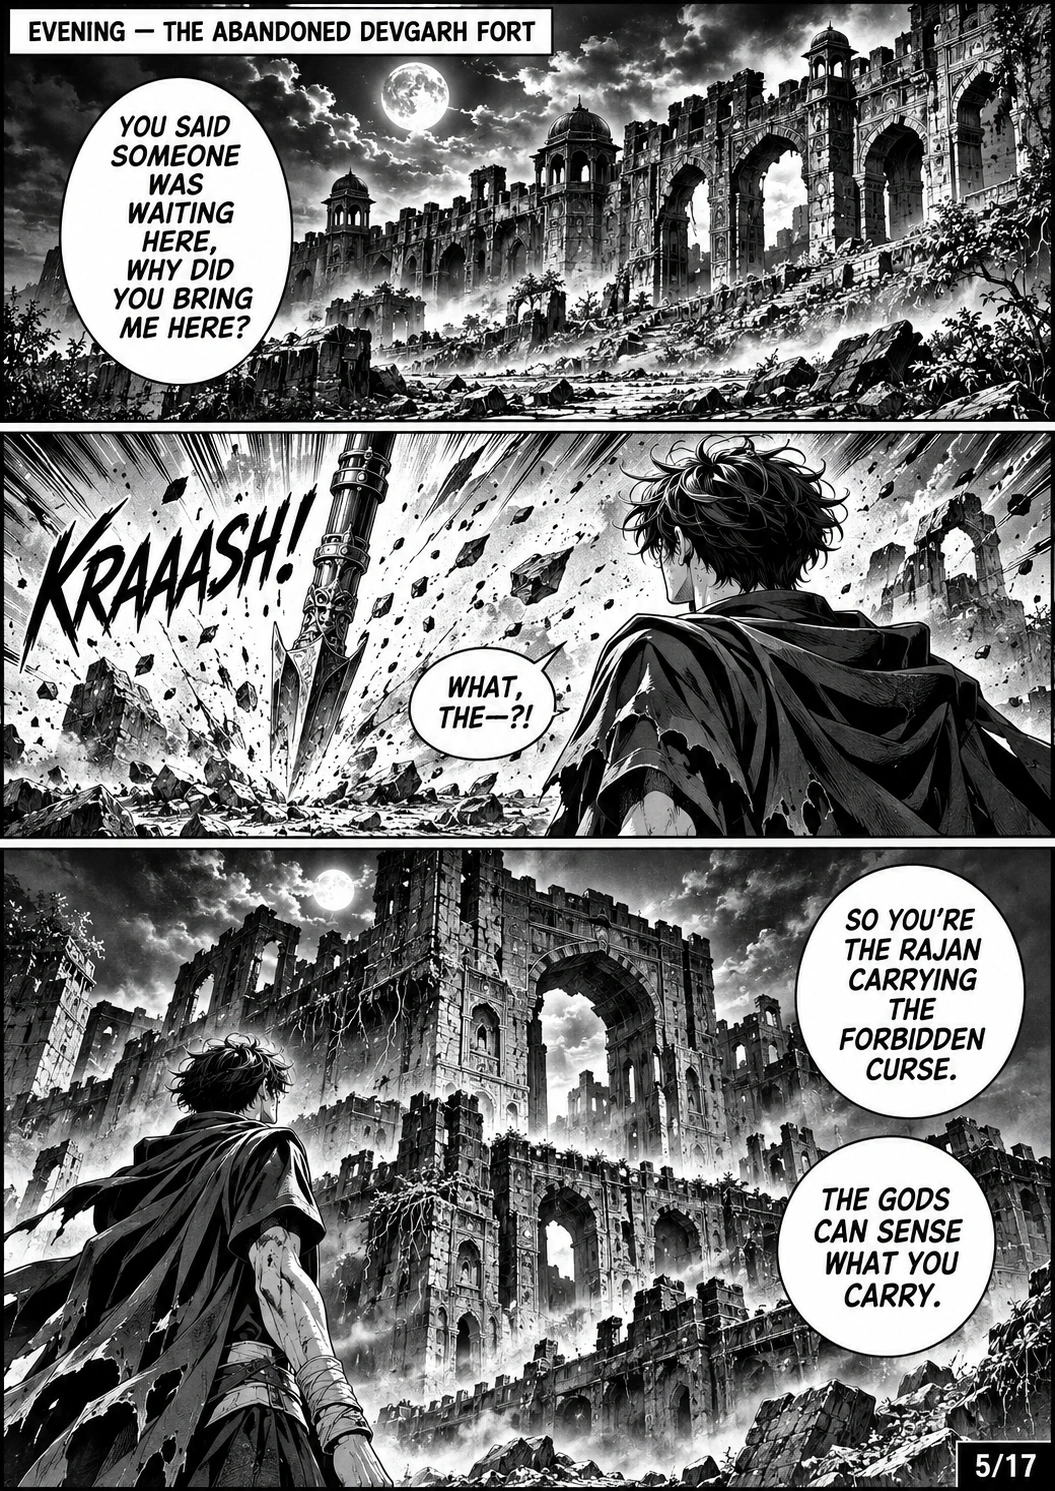 EVENING — THE ABANDONED DEVGARH FORT
YOU SAID
SOMEONE
WAS
WAITING
HERE,
WHY DID
YOU BRING
ME HERE?
KRAAASH!
WHAT,
THE—?!
SO YOU'RE
THE RAJAN
CARRYING
THE
FORBIDDEN
CURSE.
THE GODS
CAN SENSE
WHAT YOU
CARRY.
5/17